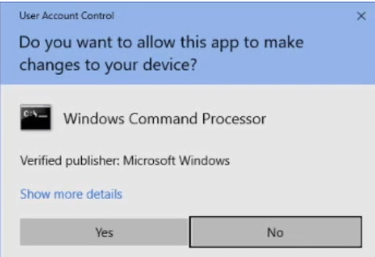 User Account Control
Do you want to allow this app to make
changes to your device?
C:\_
Windows Command Processor
Verified publisher: Microsoft Windows
Show more details
Yes
No